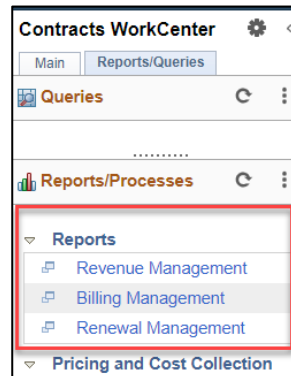 Contracts WorkCenter
Main Reports/Queries
Queries
Reports/Processes
Reports
Revenue Management
Billing Management
Renewal Management
Pricing and Cost Collection